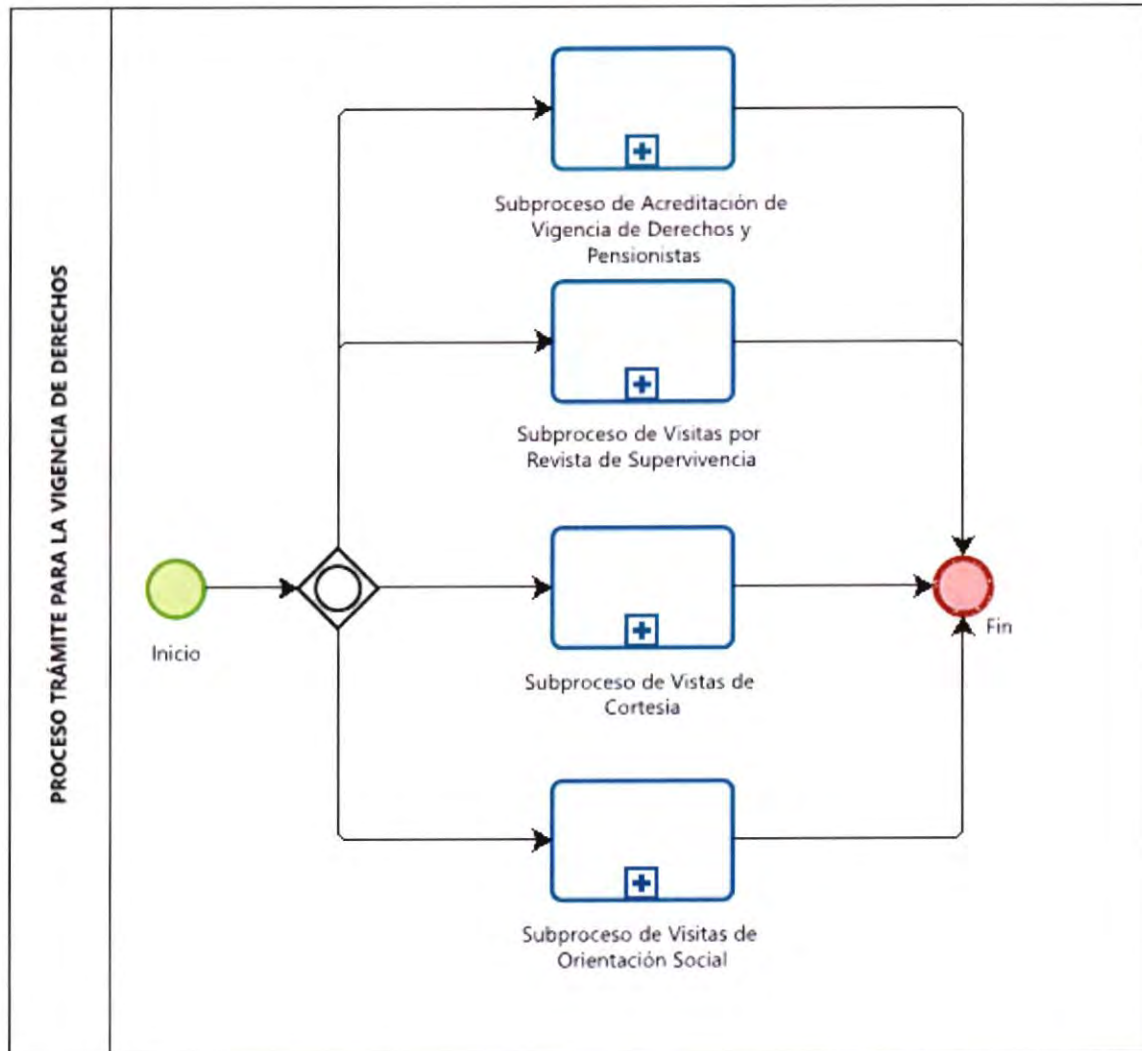 PROCESO TRÁMITE PARA LA VIGENCIA DE DERECHOS
Subproceso de Acreditación de
Vigencia de Derechos y
Pensionistas
Subproceso de Visitas por
Revista de Supervivencia
Inicio
Fin
Subproceso de Vistas de
Cortesia
Subproceso de Visitas de
Orientación Social